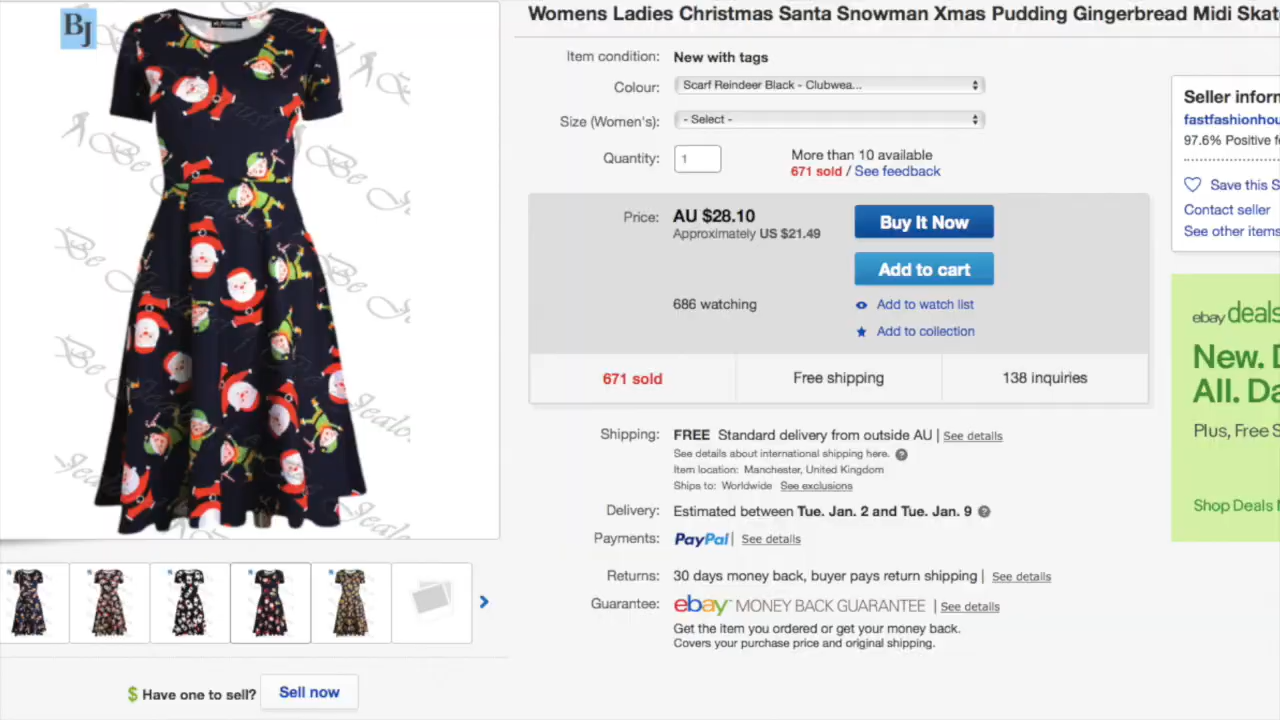 BJ
Be Jealous
Womens Ladies Christmas Santa Snowman Xmas Pudding Gingerbread Midi Skat
Item condition: New with tags
Colour: Scarf Reindeer Black - Clubwea...
Size (Women's): - Select -
Quantity: 1
More than 10 available
671 sold / See feedback
Price: AU $28.10
Approximately US $21.49
Buy It Now
Add to cart
686 watching
Add to watch list
Add to collection
671 sold
Free shipping
138 inquiries
Shipping: FREE Standard delivery from outside AU | See details
See details about international shipping here.
Item location: Manchester, United Kingdom
Ships to: Worldwide See exclusions
Delivery: Estimated between Tue. Jan. 2 and Tue. Jan. 9
Payments: PayPal | See details
Returns: 30 days money back, buyer pays return shipping | See details
Guarantee: ebay MONEY BACK GUARANTEE | See details
Get the item you ordered or get your money back.
Covers your purchase price and original shipping.
Seller inforn
fastfashionhou
97.6% Positive fe
Save this S
Contact seller
See other items
ebay deals
New. D
All. Da
Plus, Free S
Shop Deals N
$ Have one to sell? Sell now